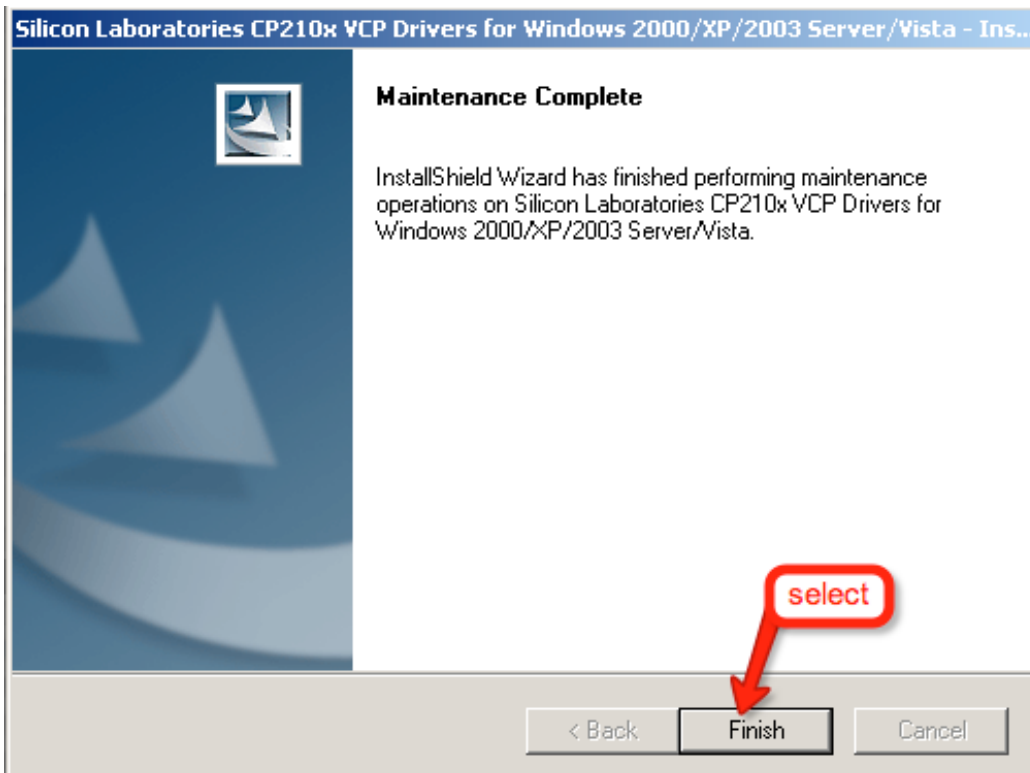 Silicon Laboratories CP210x VCP Drivers for Windows 2000/XP/2003 Server/Vista - Ins...
Maintenance Complete
InstallShield Wizard has finished performing maintenance
operations on Silicon Laboratories CP210x VCP Drivers for
Windows 2000/XP/2003 Server/Vista.
select
< Back
Finish
Cancel